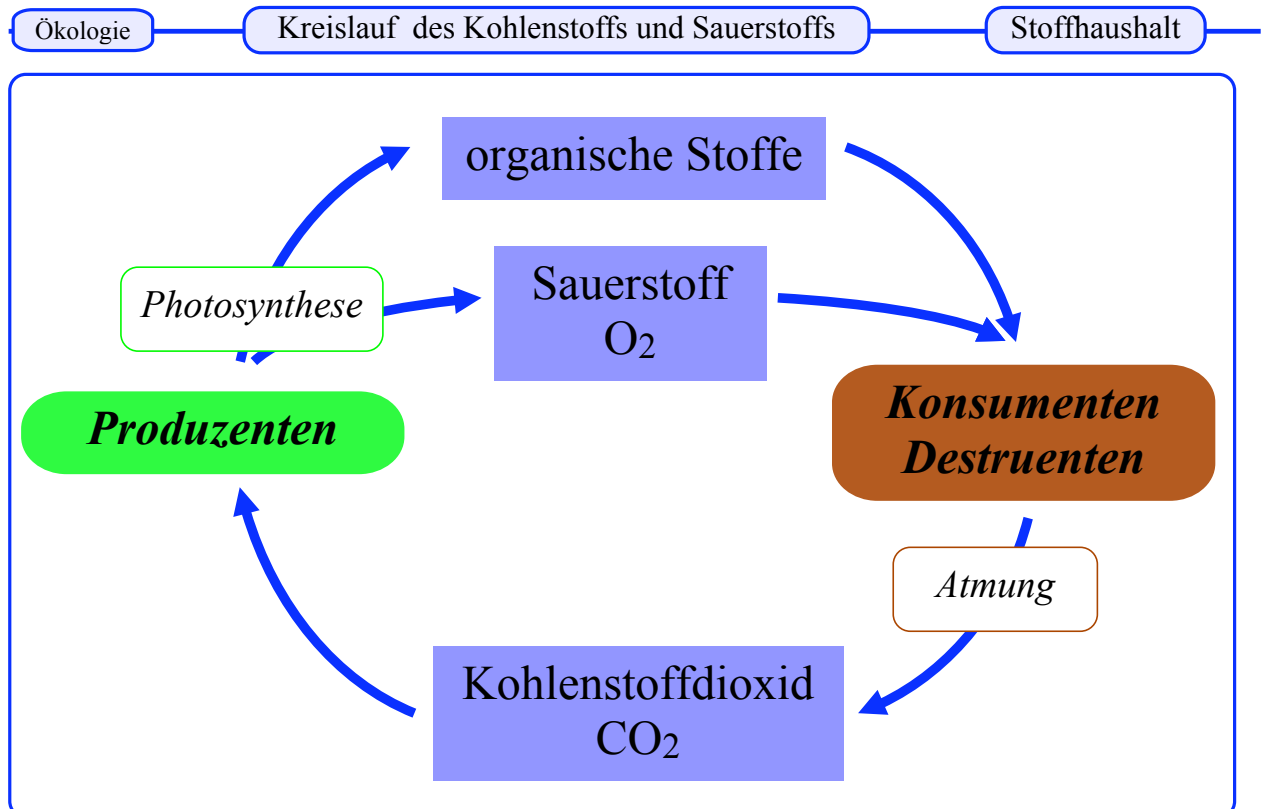 Ökologie
Kreislauf des Kohlenstoffs und Sauerstoffs
Stoffhaushalt
organische Stoffe
Sauerstoff
O₂
Photosynthese
Produzenten
Konsumenten
Destruenten
Atmung
Kohlenstoffdioxid
CO₂